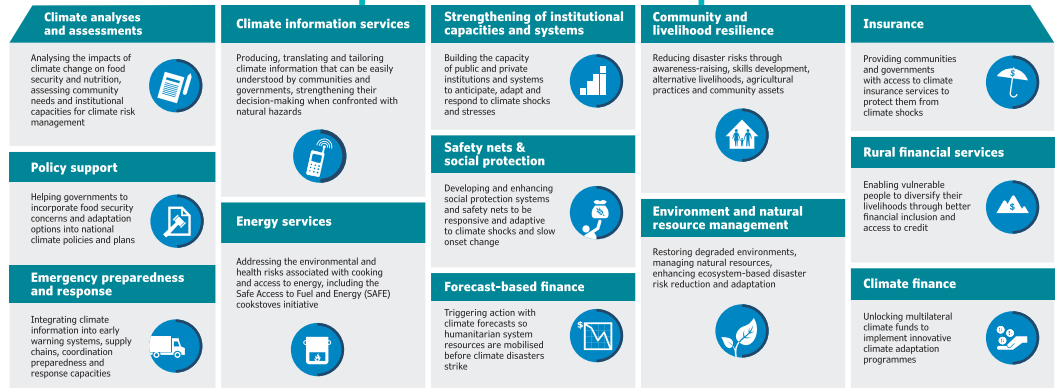 Climate analyses
and assessments
Analysing the impacts of
climate change on food
security and nutrition,
assessing community
needs and institutional
capacities for climate risk
management
Policy support
Helping governments to
incorporate food security
concerns and adaptation
options into national
climate policies and plans
Emergency preparedness
and response
Integrating climate
information into early
warning systems, supply
chains, coordination
preparedness and
response capacities
Climate information services
Producing, translating and tailoring
climate information that can be easily
understood by communities and
governments, strengthening their
decision-making when confronted with
natural hazards
Energy services
Addressing the environmental and
health risks associated with cooking
and access to energy, including the
Safe Access to Fuel and Energy (SAFE)
cookstoves initiative
Strengthening of institutional
capacities and systems
Building the capacity
of public and private
institutions and systems
to anticipate, adapt and
respond to climate shocks
and stresses
Safety nets &
social protection
Developing and enhancing
social protection systems
and safety nets to be
responsive and adaptive
to climate shocks and slow
onset change
Forecast-based finance
Triggering action with
climate forecasts so
humanitarian system
resources are mobilised
before climate disasters
strike
$
Community and
livelihood resilience
Reducing disaster risks through
awareness-raising, skills development,
alternative livelihoods, agricultural
practices and community assets
Environment and natural
resource management
Restoring degraded environments,
managing natural resources,
enhancing ecosystem-based disaster
risk reduction and adaptation
Insurance
Providing communities
and governments
with access to climate
insurance services to
protect them from
climate shocks
$
Rural financial services
Enabling vulnerable
people to diversify their
livelihoods through better
financial inclusion and
access to credit
$
Climate finance
Unlocking multilateral
climate funds to
implement innovative
climate adaptation
programmes